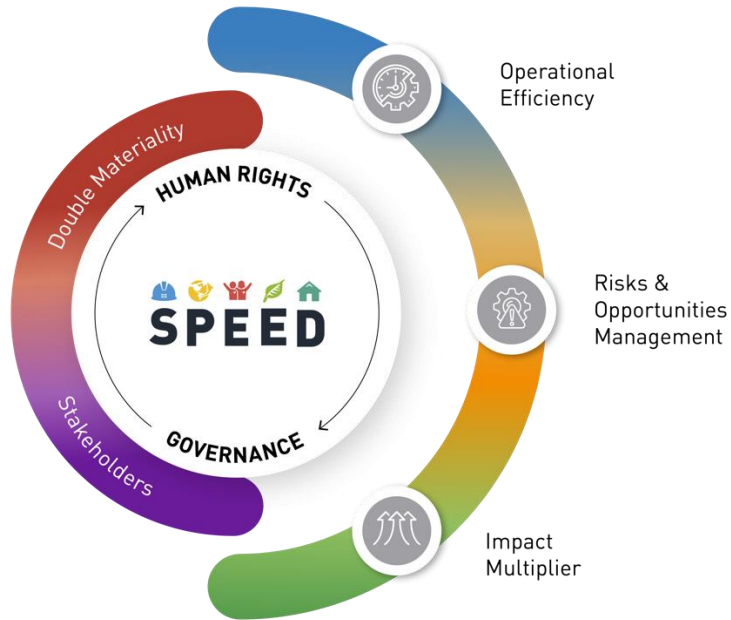 Operational
Efficiency
Double Materiality
HUMAN RIGHTS
SPEED
Risks &
Opportunities
Management
Stakeholders
GOVERNANCE
Impact
Multiplier